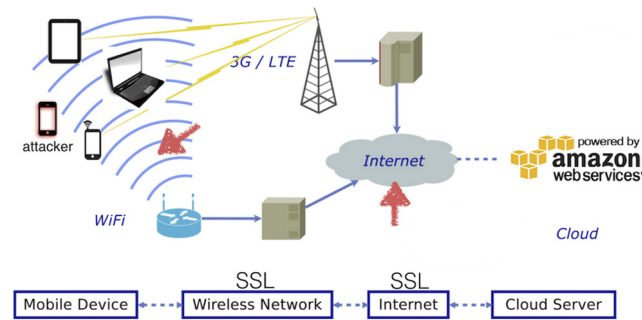 3G / LTE
attacker
Internet
powered by
amazon
webservices
WiFi
Cloud
SSL
SSL
Mobile Device
Wireless Network
Internet
Cloud Server